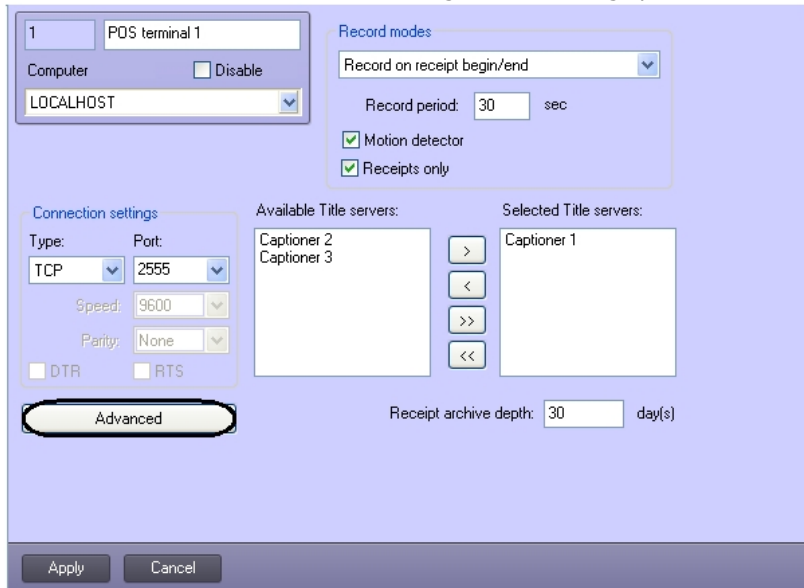 1 POS terminal 1
Computer Disable
LOCALHOST
Record modes
Record on receipt begin/end
Record period: 30 sec
Motion detector
Receipts only
Connection settings
Type: Port:
TCP 2555
Speed: 9600
Parity: None
DTR RTS
Available Title servers:
Captioner 2
Captioner 3
>
<
>>
<<
Selected Title servers:
Captioner 1
Advanced
Receipt archive depth: 30 day(s)
Apply Cancel